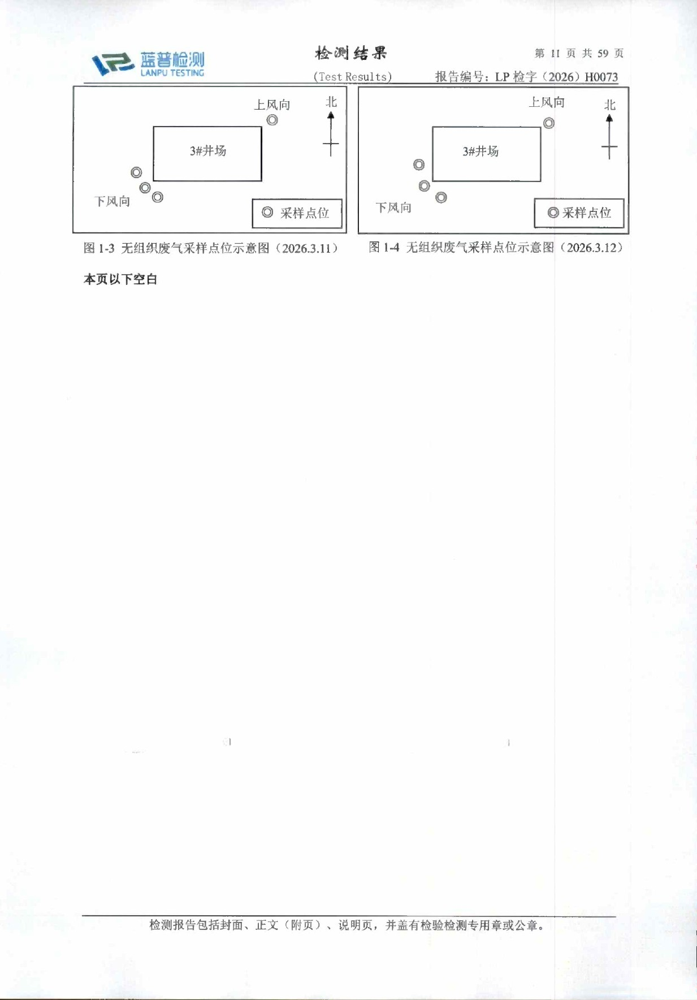 蓝普检测
LANPU TESTING
检测结果
(Test Results)
第 11 页 共 59 页
报告编号：LP 检字（2026）H0073
上风向
北
3#井场
下风向
采样点位
图 1-3 无组织废气采样点位示意图（2026.3.11）
上风向
北
3#井场
下风向
采样点位
图 1-4 无组织废气采样点位示意图（2026.3.12）
本页以下空白
检测报告包括封面、正文（附页）、说明页，并盖有检验检测专用章或公章。